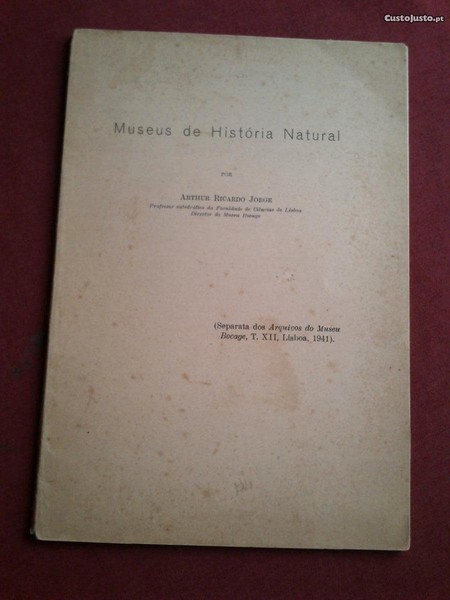 CustoJusto.pt
Museus de História Natural
POR
ARTHUR RICARDO JORGE
Professor catedrático da Faculdade de Ciências de Lisboa
Director do Museu Bocage
(Separata dos Arquivos do Museu
Bocage, T. XII, Lisboa, 1941).